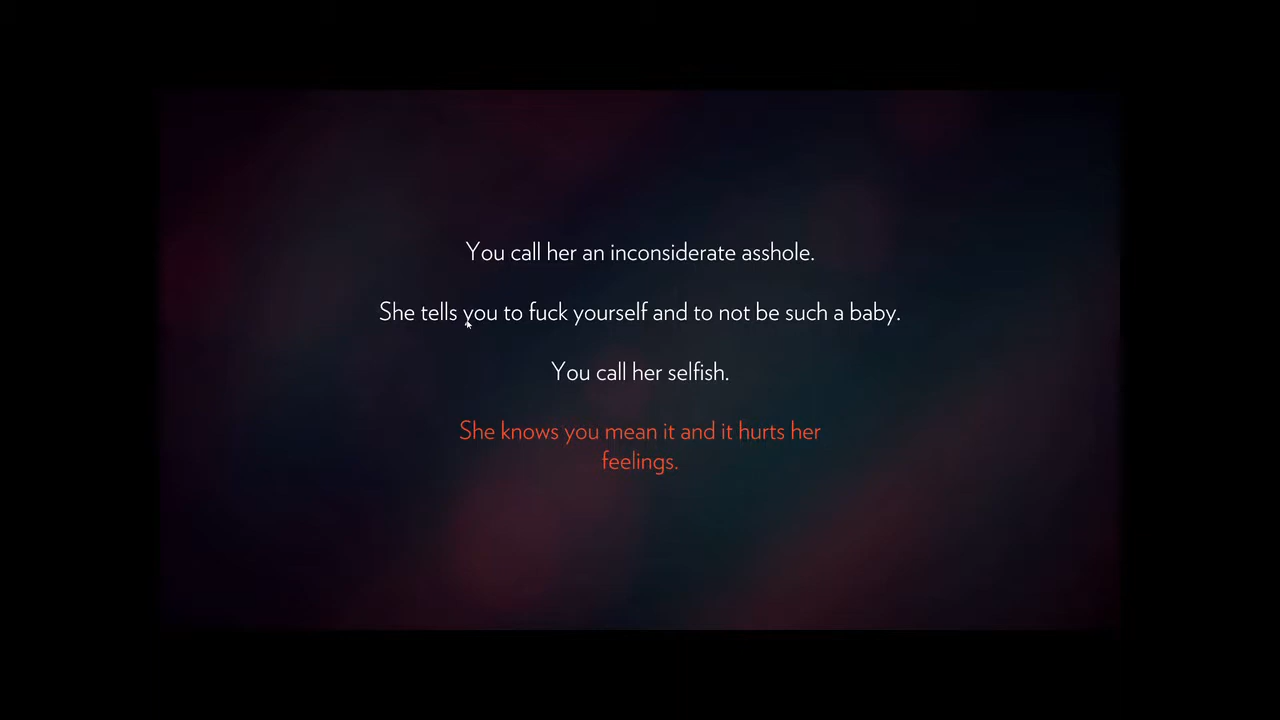 You call her an inconsiderate asshole.
She tells you to fuck yourself and to not be such a baby.
You call her selfish.
She knows you mean it and it hurts her
feelings.